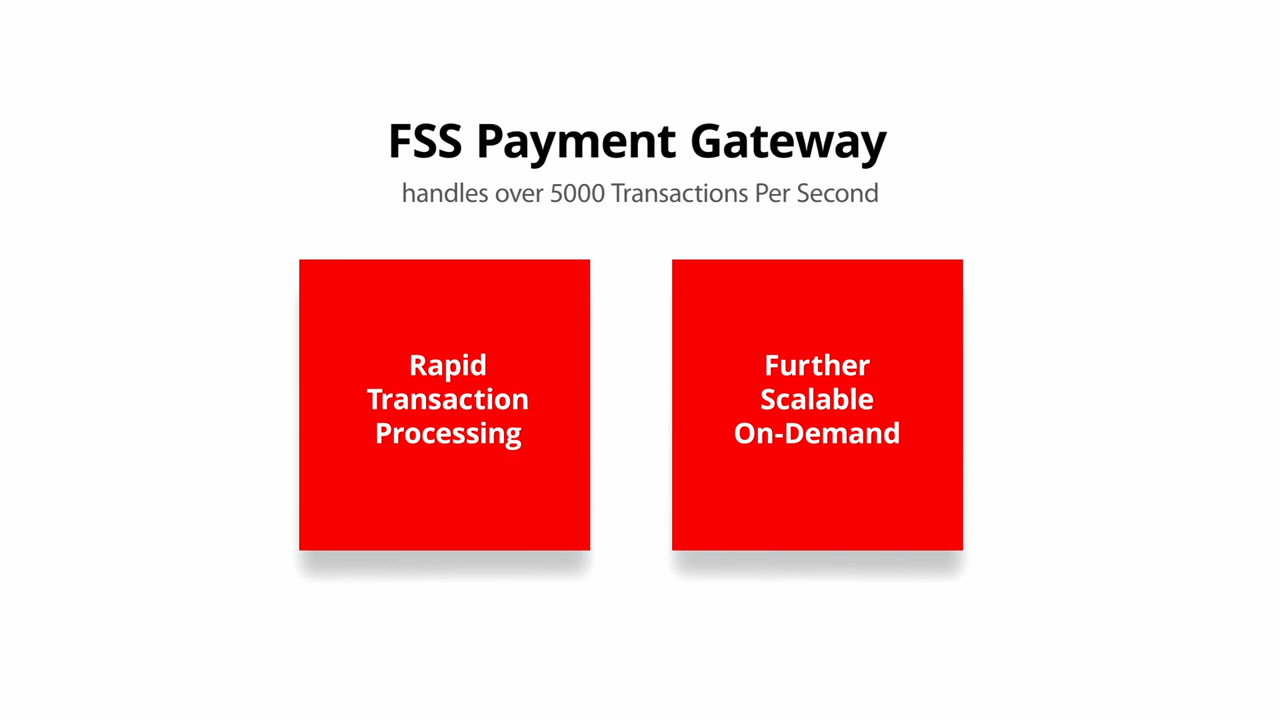 FSS Payment Gateway
handles over 5000 Transactions Per Second
Rapid
Transaction
Processing
Further
Scalable
On-Demand